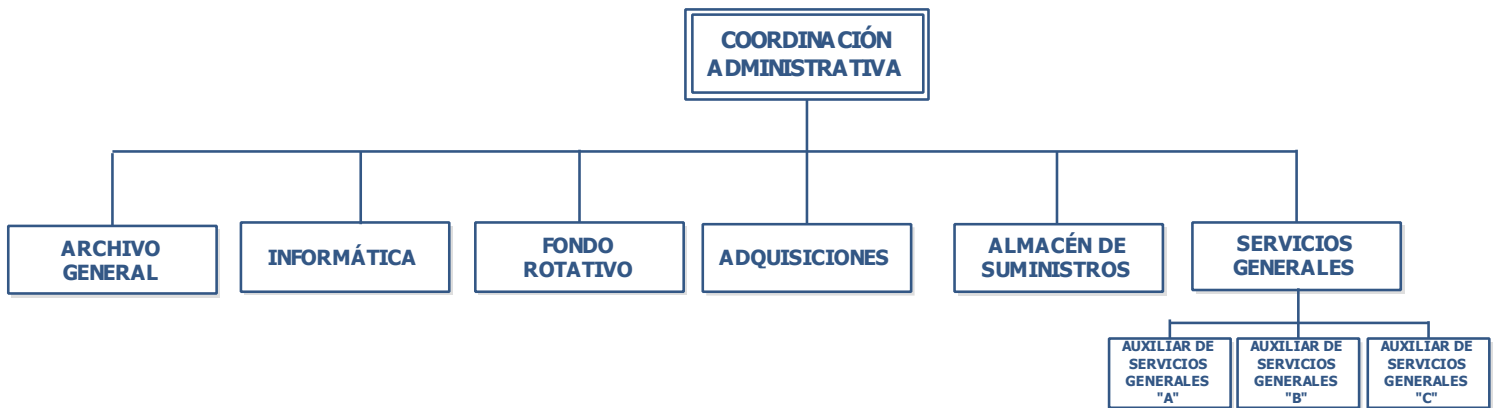 COORDINACIÓN
ADMINISTRATIVA
ARCHIVO
GENERAL
INFORMÁTICA
FONDO
ROTATIVO
ADQUISICIONES
ALMACÉN DE
SUMINISTROS
SERVICIOS
GENERALES
AUXILIAR DE
SERVICIOS
GENERALES
"A"
AUXILIAR DE
SERVICIOS
GENERALES
"B"
AUXILIAR DE
SERVICIOS
GENERALES
"C"